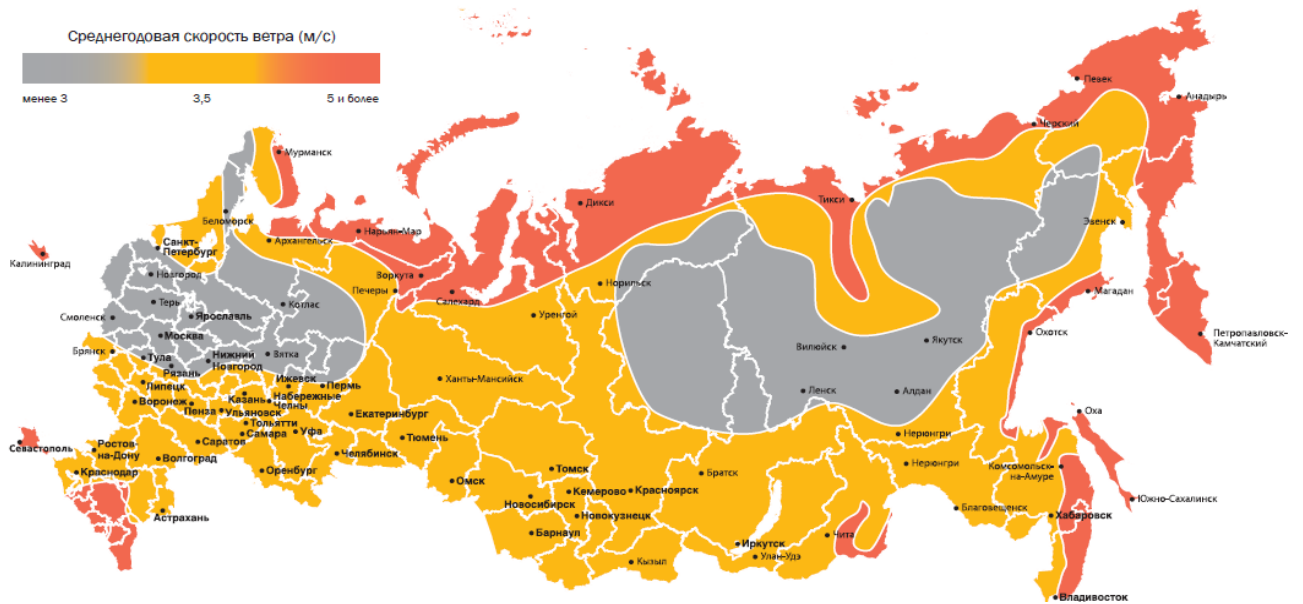 Среднегодовая скорость ветра (м/с)
менее 3
3,5
5 и более
Певек
Анадырь
Черский
Мурманск
Тикси
Дикси
Беломорск
Эвенск
Нарьян-Мар
Архангельск
Санкт-
Петербург
Калининград
Воркута
Новгород
Печеры
Норильск
Салехард
Магадан
Терь
Котлас
Уренгой
Смоленск
Ярославль
Охотск
Петропавловск-
Камчатский
Москва
Вилюйск
Якутск
Брянск
Тула
Нижний
Новгород
Вятка
Рязань
Ханты-Мансийск
Ижевск
Пермь
Липецк
Казань
Набережные
Челны
Ленск
Алдан
Воронеж
Пенза
Ульяновск
Екатеринбург
Оха
Тольятти
Севастополь
Ростов-
на-Дону
Саратов
Самара
Уфа
Тюмень
Нерюнгри
Краснодар
Волгоград
Челябинск
Нерюнгри
Комсомольск-
на-Амуре
Оренбург
Томск
Братск
Омск
Кемерово
Красноярск
Южно-Сахалинск
Новосибирск
Благовещенск
Астрахань
Новокузнецк
Хабаровск
Барнаул
Чита
Иркутск
Улан-Удэ
Кызыл
Владивосток